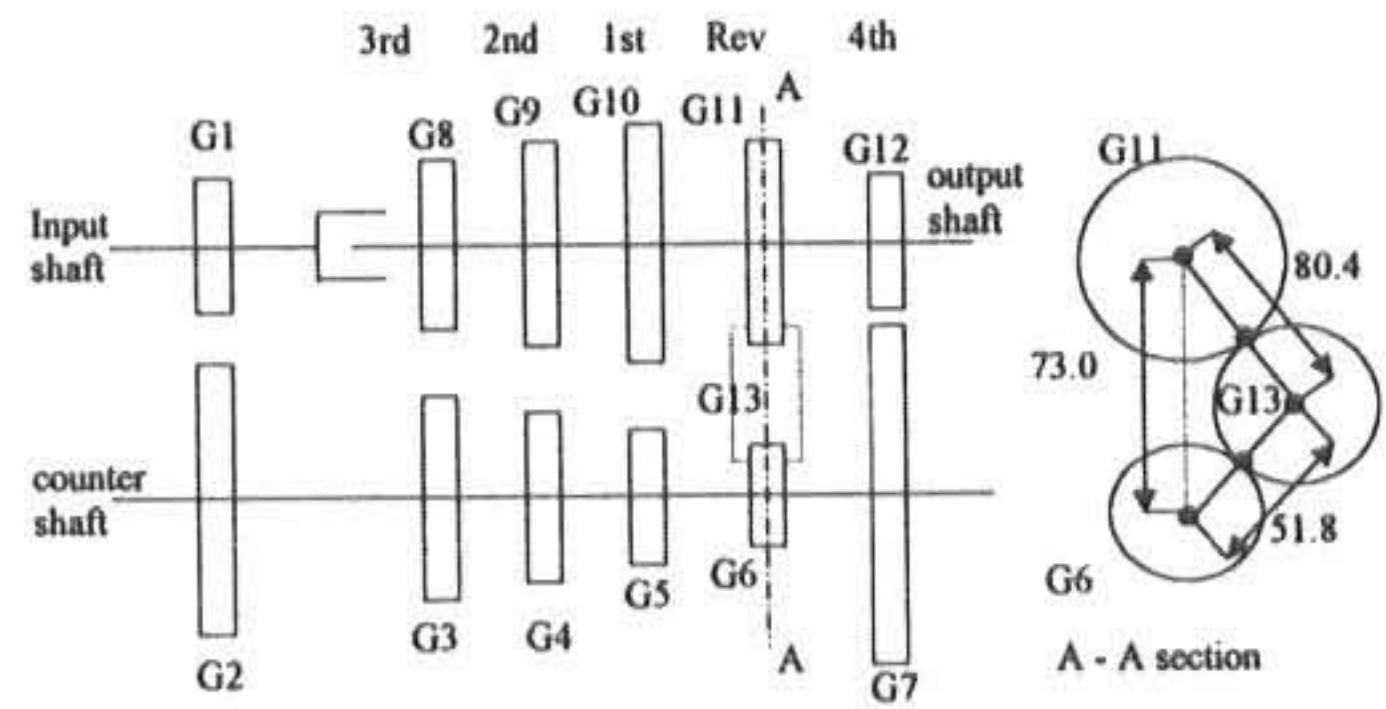 3rd 2nd 1st Rev 4th
A
G1 G8 G9 G10 G11 G12
Input
shaft
output
shaft
G13
counter
shaft
G2 G3 G4 G5 G6 G7
A
G11
80.4
73.0
G13
51.8
G6
A - A section